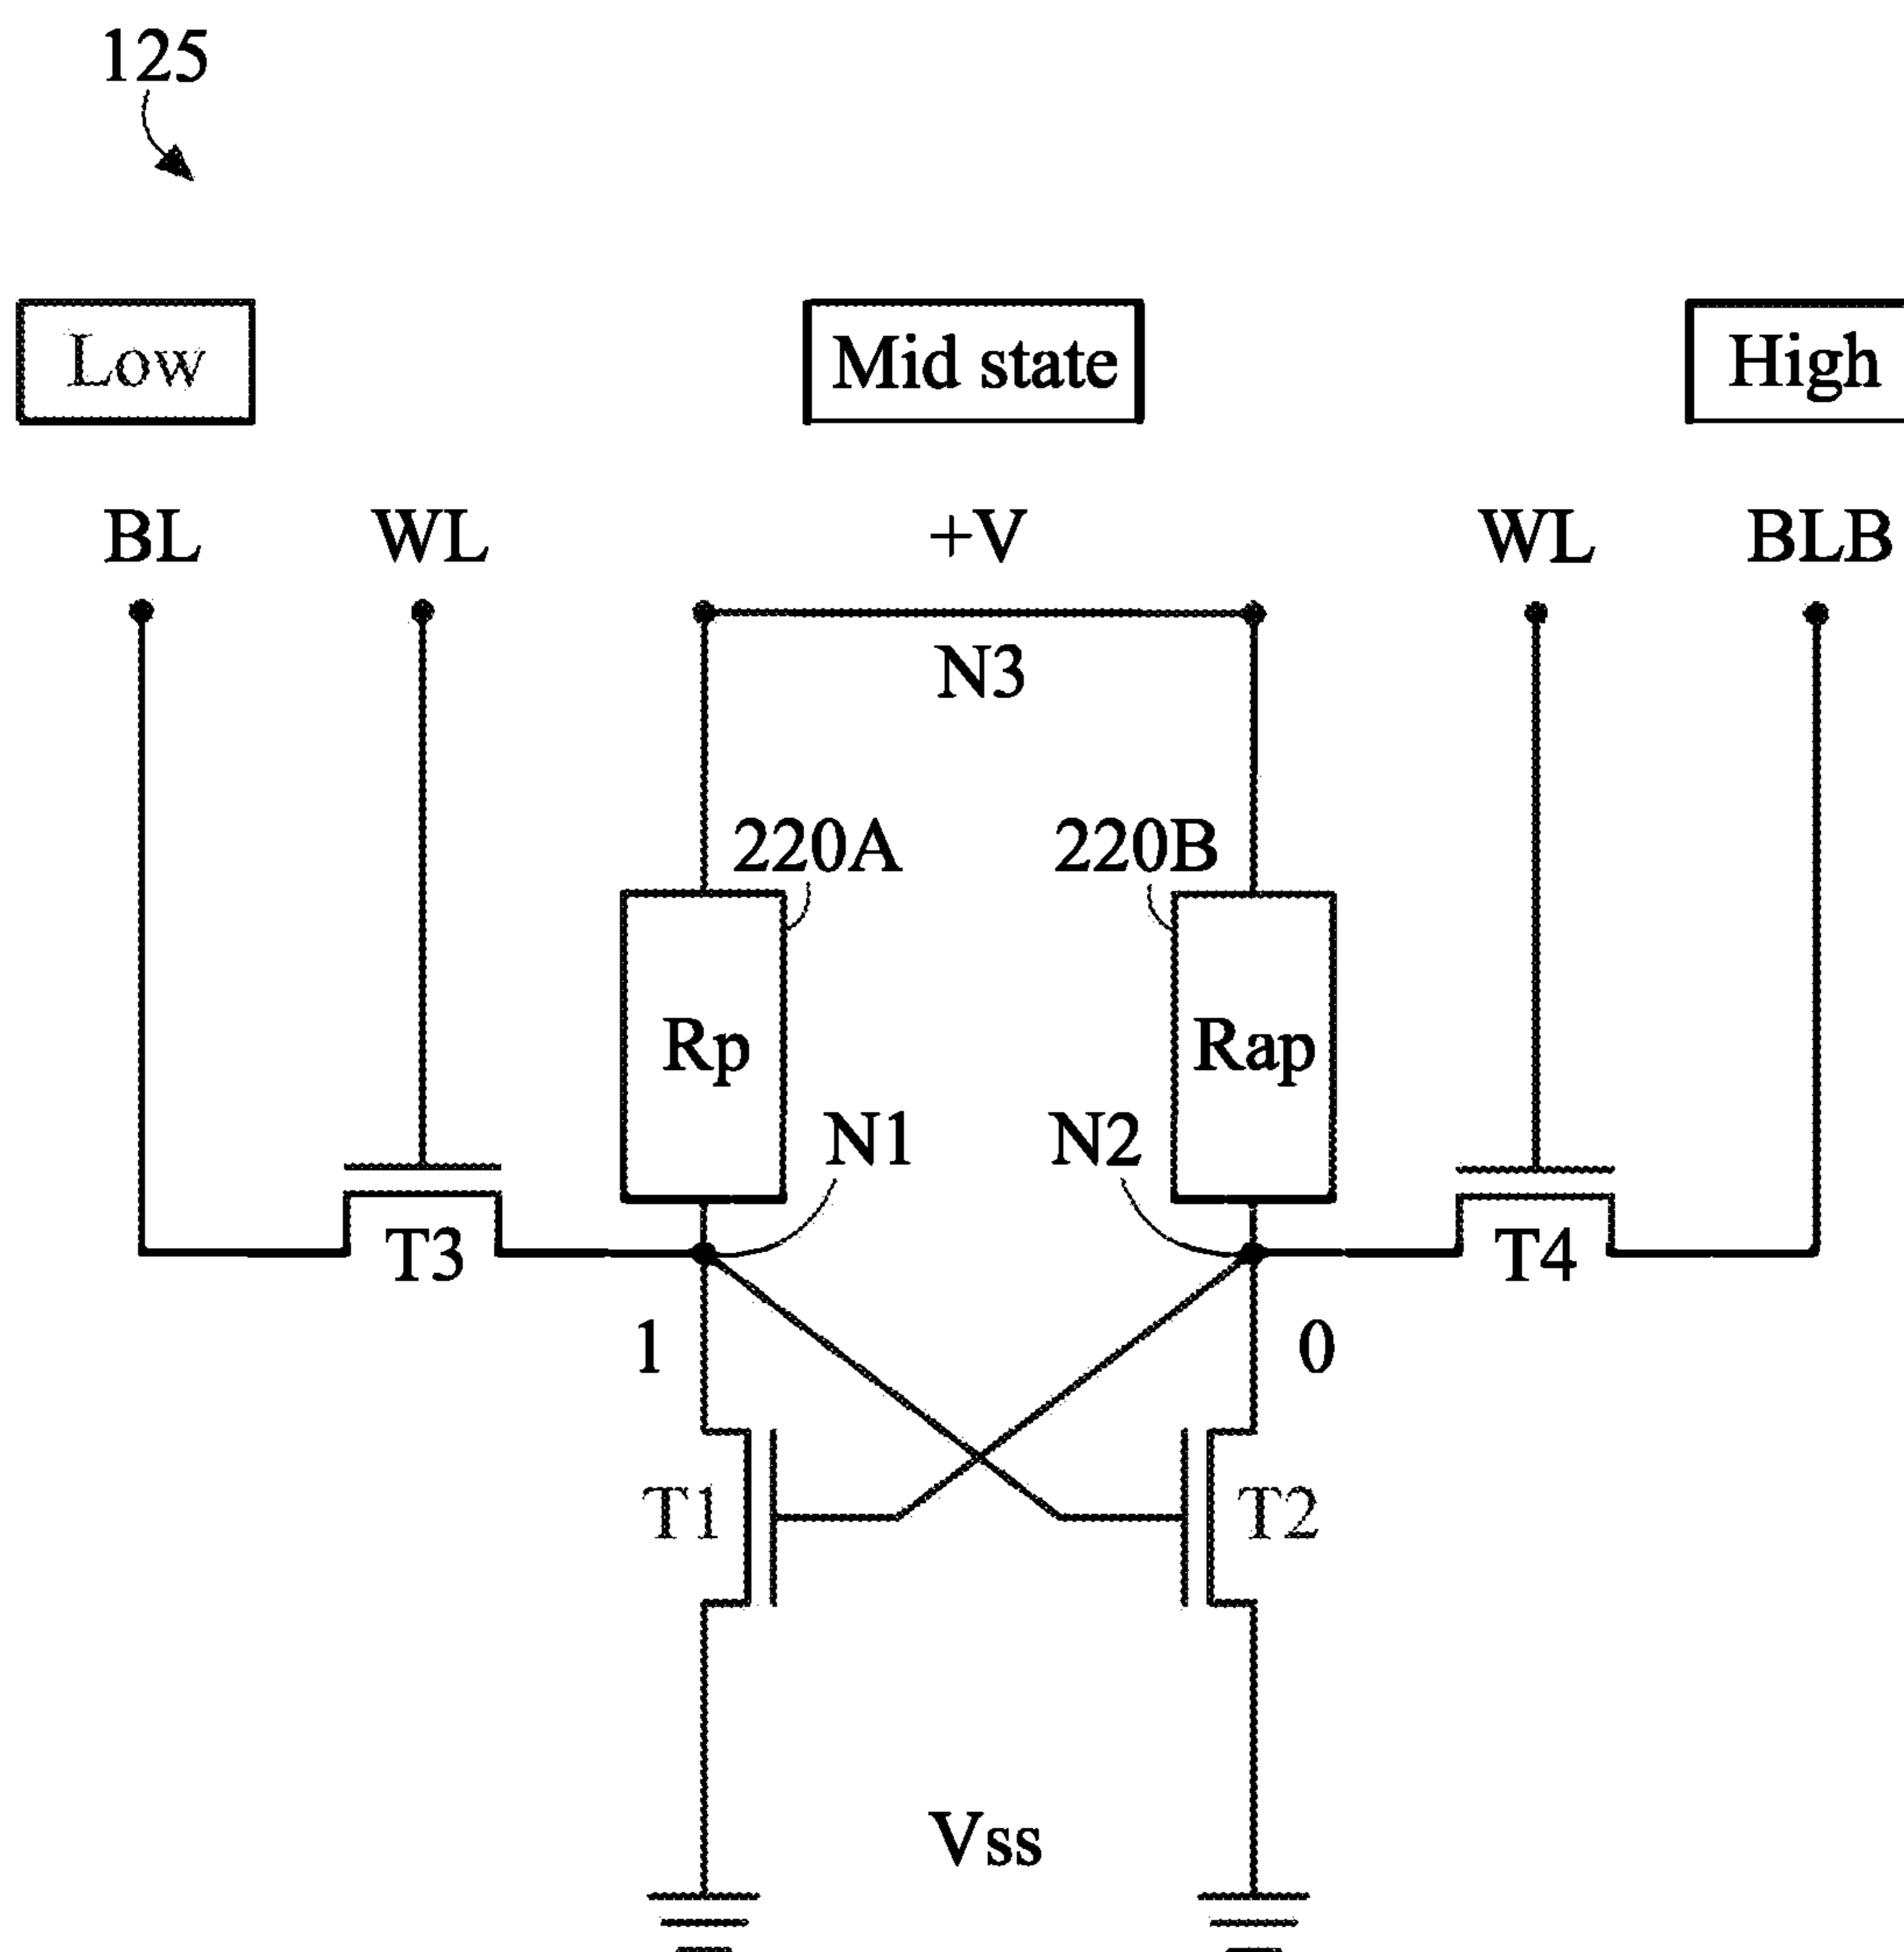 125
Low Mid state High
BL WL +V WL BLB
N3
220A 220B
Rp Rap
N1 N2
T3 T4
1 0
T1 T2
Vss